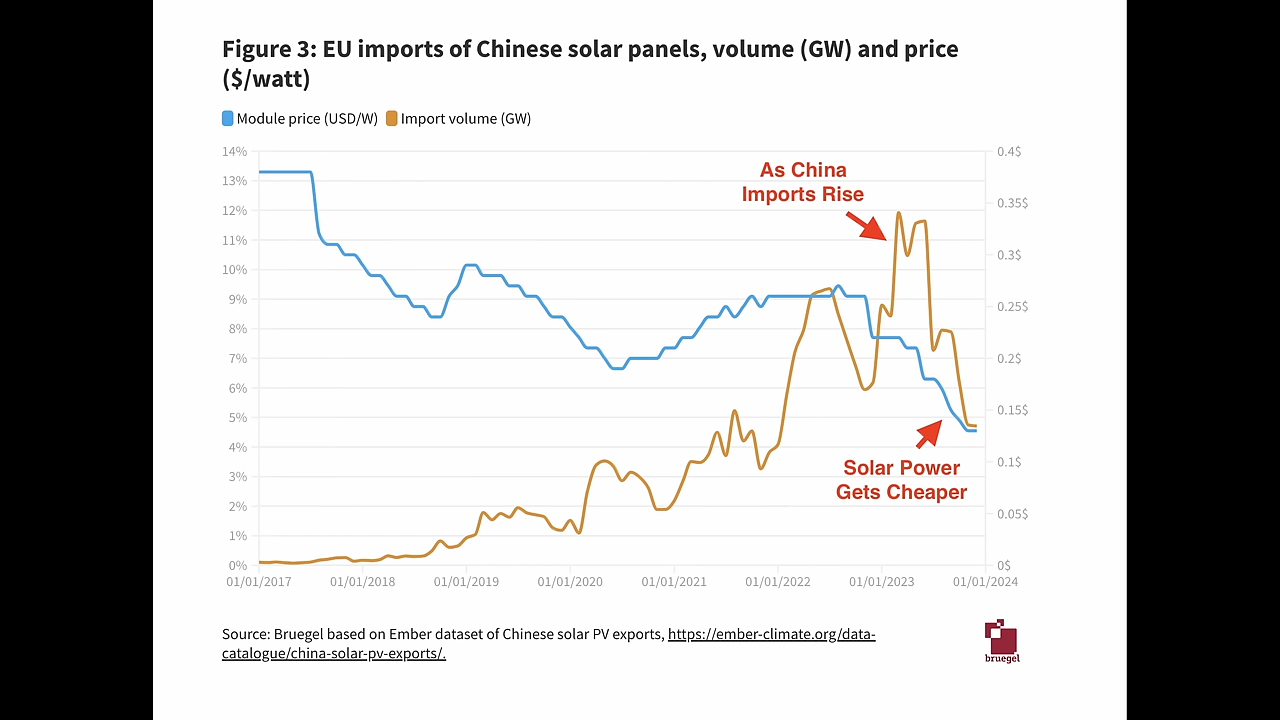 Figure 3: EU imports of Chinese solar panels, volume (GW) and price
($/watt)
Module price (USD/W) Import volume (GW)
14% 0.4$
As China
13%
Imports Rise
12% 0.35$
11%
0.3$
10%
9% 0.25$
8%
7% 0.2$
6%
5% 0.15$
4%
0.1$
Solar Power
3%
Gets Cheaper
2%
0.05$
1%
0% 0$
01/01/2017 01/01/2018 01/01/2019 01/01/2020 01/01/2021 01/01/2022 01/01/2023 01/01/2024
Source: Bruegel based on Ember dataset of Chinese solar PV exports, https://ember-climate.org/data-
catalogue/china-solar-pv-exports/.
bruegel